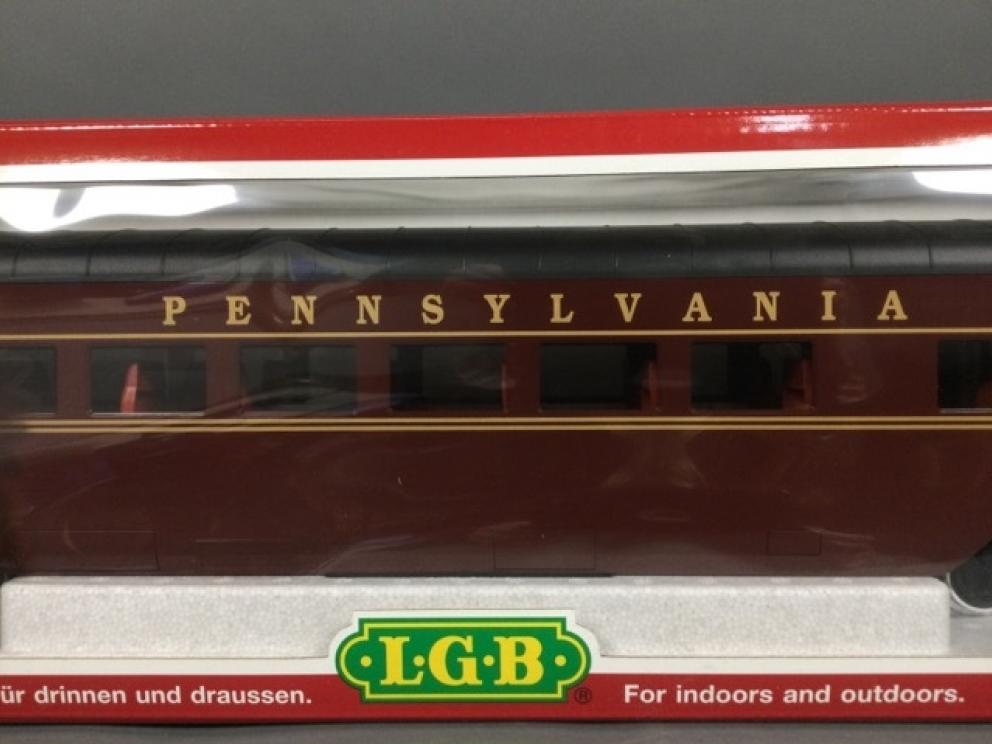 PENNSYLVANIA
L·G·B®
ür drinnen und draussen.
For indoors and outdoors.